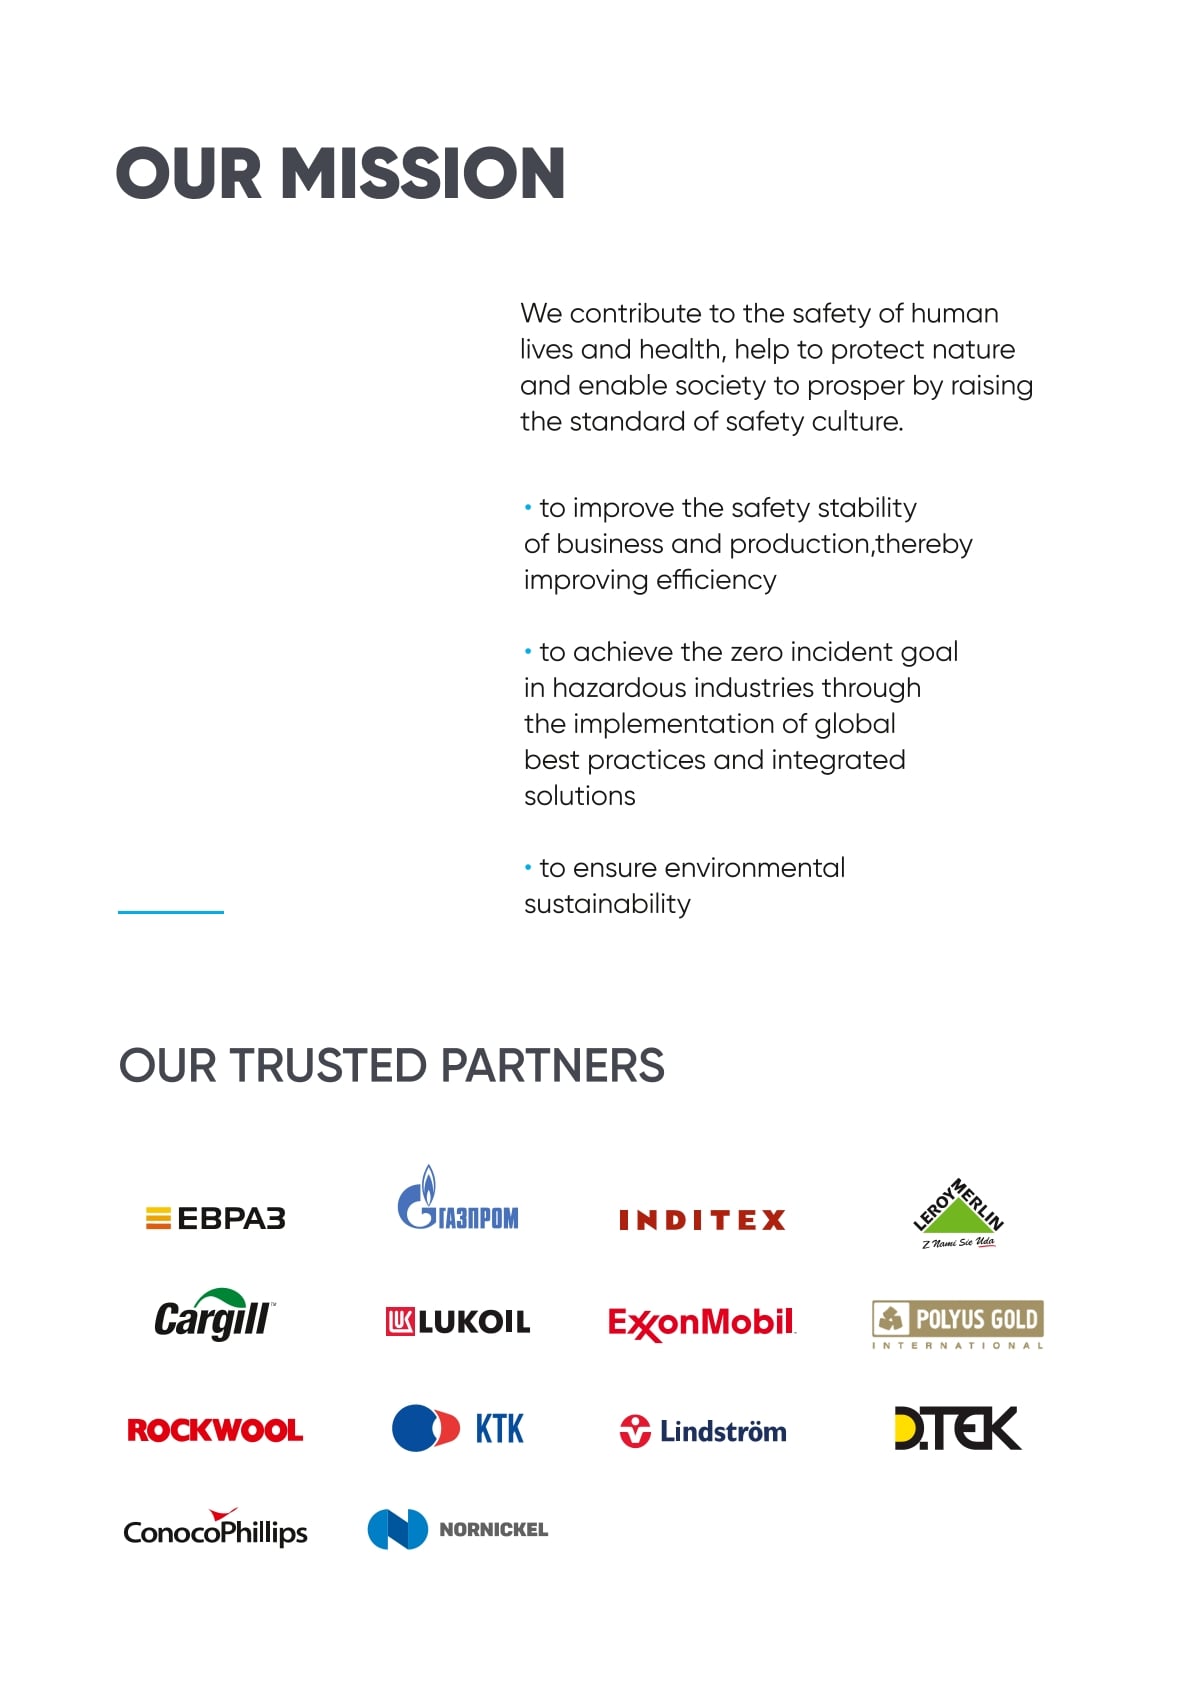 OUR MISSION
We contribute to the safety of human
lives and health, help to protect nature
and enable society to prosper by raising
the standard of safety culture.
• to improve the safety stability
of business and production,thereby
improving efficiency
• to achieve the zero incident goal
in hazardous industries through
the implementation of global
best practices and integrated
solutions
• to ensure environmental
sustainability
OUR TRUSTED PARTNERS
ЕВРАЗ
ГАЗПРОМ
INDITEX
LEROY MERLIN
Z Nami Sie Uda
Cargill™
LUK LUKOIL
ExxonMobil
POLYUS GOLD
INTERNATIONAL
ROCKWOOL
КТК
Lindström
D.TEK
ConocoPhillips
NORNICKEL